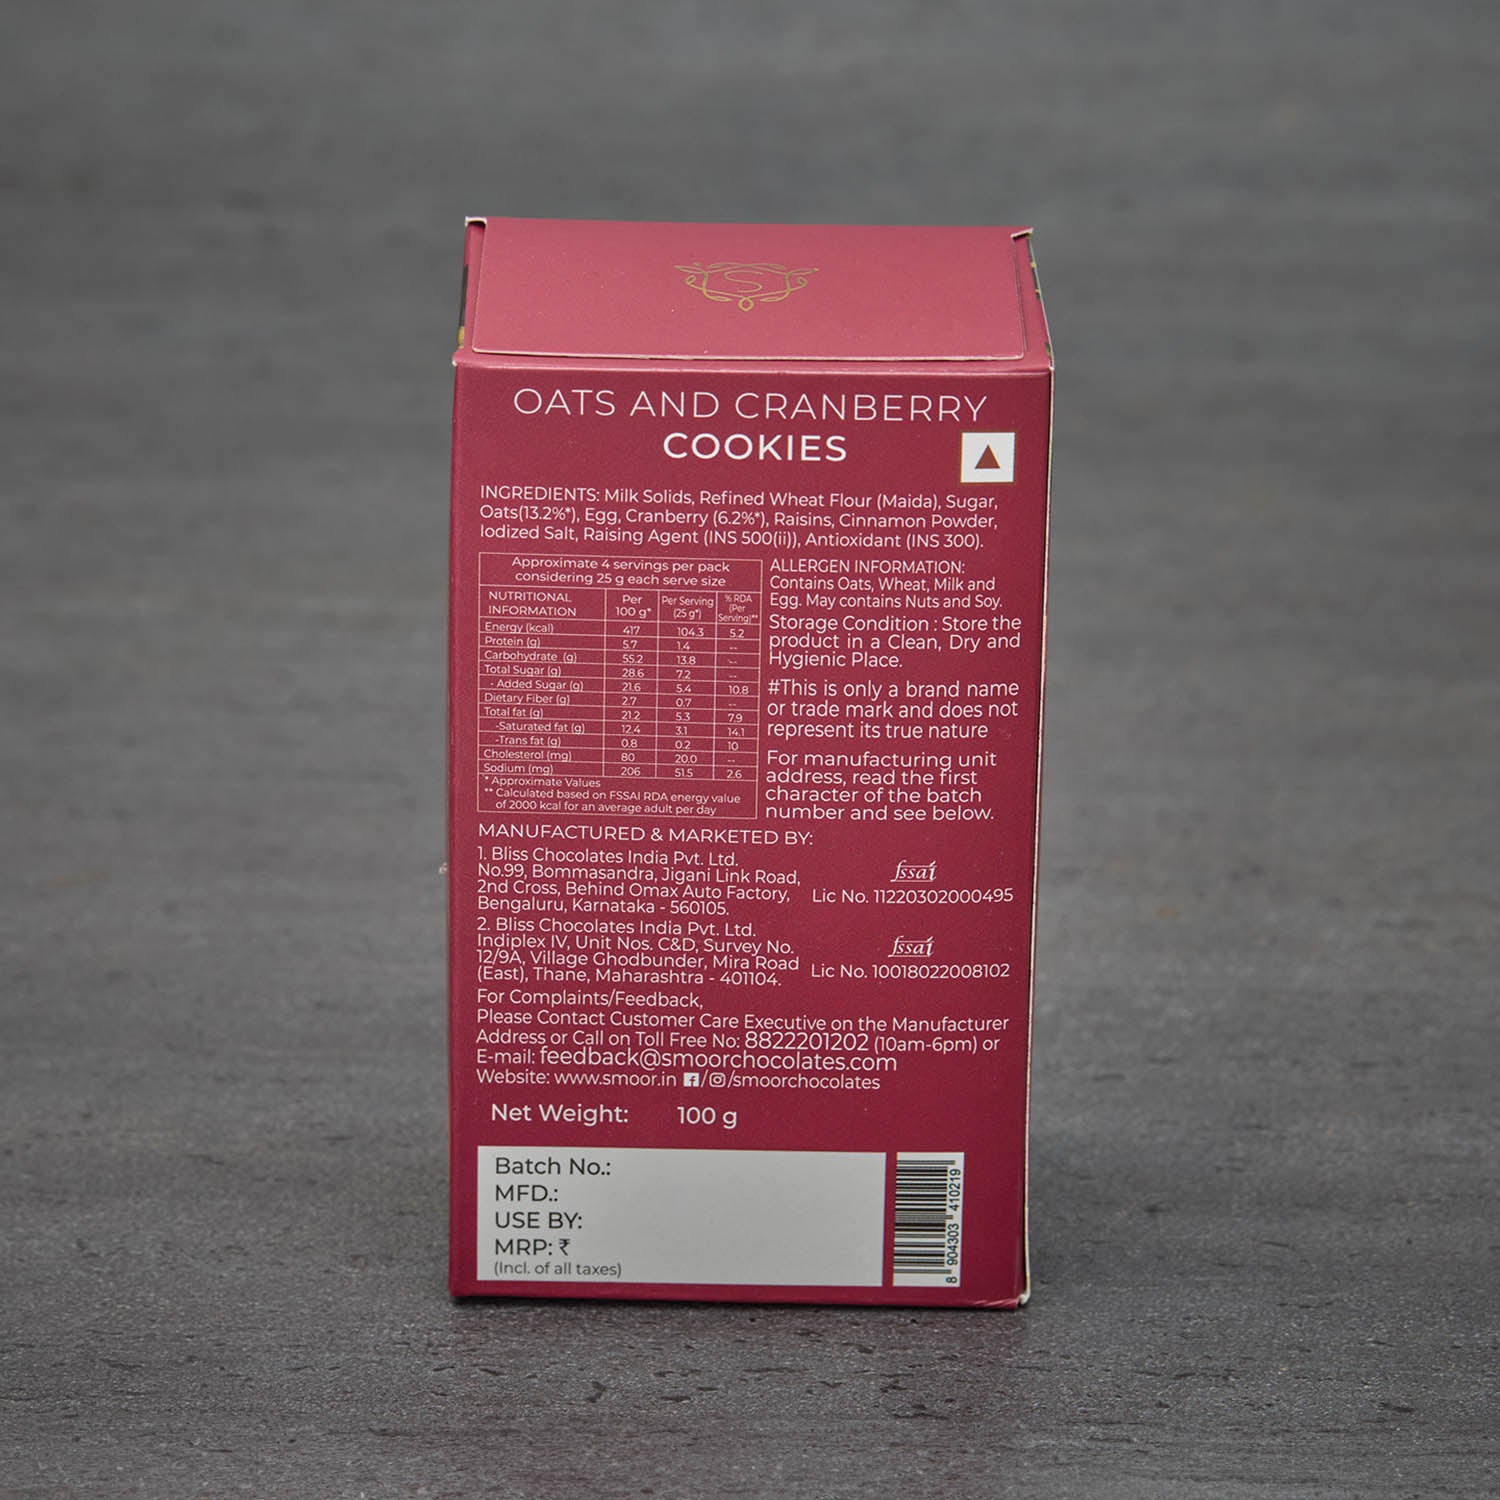 S
OATS AND CRANBERRY
COOKIES
INGREDIENTS: Milk Solids, Refined Wheat Flour (Maida), Sugar,
Oats(13.2%*), Egg, Cranberry (6.2%*), Raisins, Cinnamon Powder,
Iodized Salt, Raising Agent (INS 500(ii)), Antioxidant (INS 300).
Approximate 4 servings per pack
considering 25 g each serve size
NUTRITIONAL INFORMATION Per 100 g* Per Serving (25 g*) % RDA (Per Serving)**
Energy (kcal) 417 104.3 5.2
Protein (g) 5.7 1.4 --
Carbohydrate (g) 55.2 13.8 --
Total Sugar (g) 28.6 7.2 --
- Added Sugar (g) 21.6 5.4 10.8
Dietary Fiber (g) 2.7 0.7 --
Total fat (g) 21.2 5.3 7.9
-Saturated fat (g) 12.4 3.1 14.1
-Trans fat (g) 0.8 0.2 10
Cholesterol (mg) 80 20.0 --
Sodium (mg) 206 51.5 2.6
* Approximate Values
** Calculated based on FSSAI RDA energy value
of 2000 kcal for an average adult per day
ALLERGEN INFORMATION:
Contains Oats, Wheat, Milk and
Egg. May contains Nuts and Soy.
Storage Condition : Store the
product in a Clean, Dry and
Hygienic Place.
#This is only a brand name
or trade mark and does not
represent its true nature
For manufacturing unit
address, read the first
character of the batch
number and see below.
MANUFACTURED & MARKETED BY:
1. Bliss Chocolates India Pvt. Ltd.
No.99, Bommasandra, Jigani Link Road,
2nd Cross, Behind Omax Auto Factory,
Bengaluru, Karnataka - 560105.
fssai
Lic No. 11220302000495
2. Bliss Chocolates India Pvt. Ltd.
Indiplex IV, Unit Nos. C&D, Survey No.
12/9A, Village Ghodbunder, Mira Road
(East), Thane, Maharashtra - 401104.
fssai
Lic No. 10018022008102
For Complaints/Feedback,
Please Contact Customer Care Executive on the Manufacturer
Address or Call on Toll Free No: 8822201202 (10am-6pm) or
E-mail: feedback@smoorchocolates.com
Website: www.smoor.in f//smoorchocolates
Net Weight: 100 g
Batch No.:
MFD.:
USE BY:
MRP: ₹
(Incl. of all taxes)
8 904303 410219